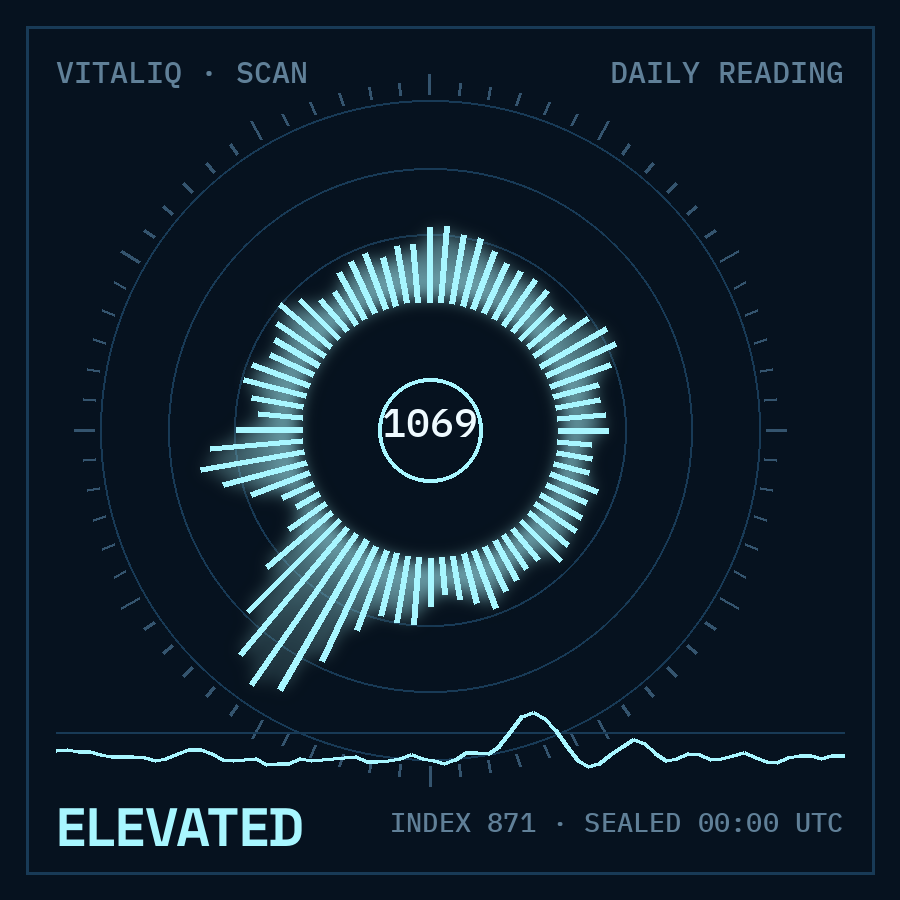 VITALIQ · SCAN
DAILY READING
1069
ELEVATED
INDEX 871 · SEALED 00:00 UTC